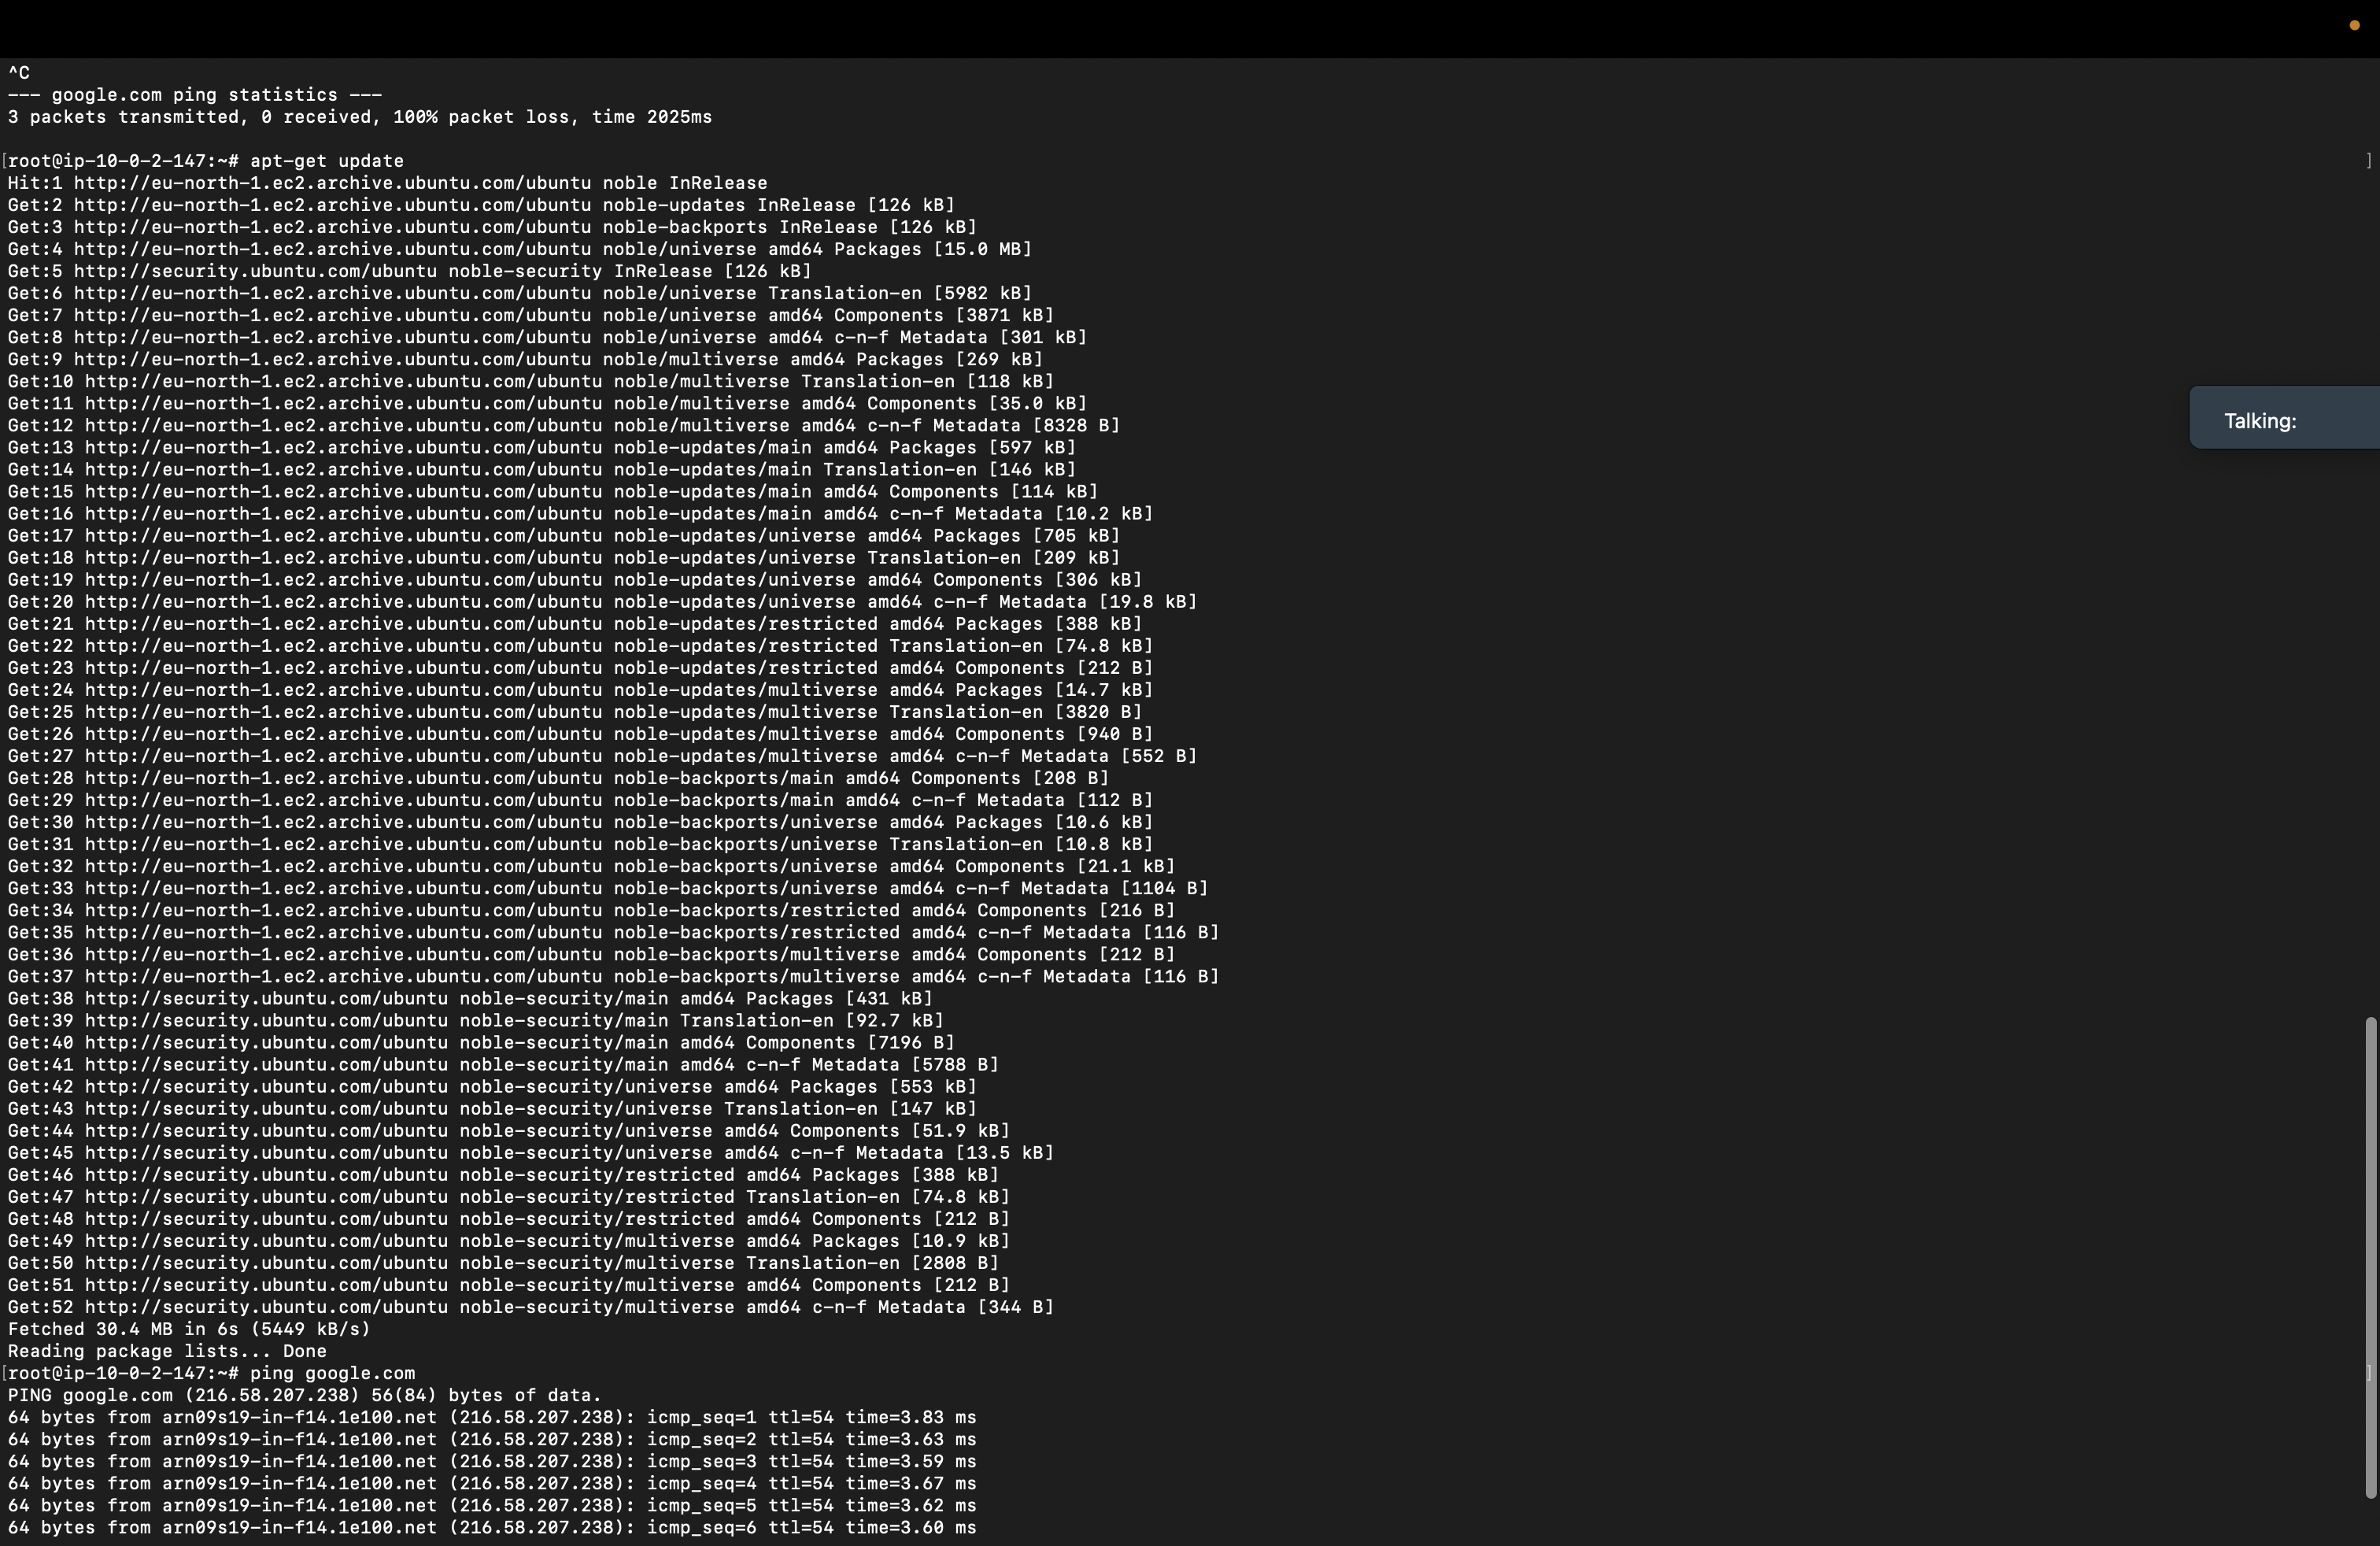 ^C
--- google.com ping statistics ---
3 packets transmitted, 0 received, 100% packet loss, time 2025ms
[root@ip-10-0-2-147:~# apt-get update ]
Hit:1 http://eu-north-1.ec2.archive.ubuntu.com/ubuntu noble InRelease
Get:2 http://eu-north-1.ec2.archive.ubuntu.com/ubuntu noble-updates InRelease [126 kB]
Get:3 http://eu-north-1.ec2.archive.ubuntu.com/ubuntu noble-backports InRelease [126 kB]
Get:4 http://eu-north-1.ec2.archive.ubuntu.com/ubuntu noble/universe amd64 Packages [15.0 MB]
Get:5 http://security.ubuntu.com/ubuntu noble-security InRelease [126 kB]
Get:6 http://eu-north-1.ec2.archive.ubuntu.com/ubuntu noble/universe Translation-en [5982 kB]
Get:7 http://eu-north-1.ec2.archive.ubuntu.com/ubuntu noble/universe amd64 Components [3871 kB]
Get:8 http://eu-north-1.ec2.archive.ubuntu.com/ubuntu noble/universe amd64 c-n-f Metadata [301 kB]
Get:9 http://eu-north-1.ec2.archive.ubuntu.com/ubuntu noble/multiverse amd64 Packages [269 kB]
Get:10 http://eu-north-1.ec2.archive.ubuntu.com/ubuntu noble/multiverse Translation-en [118 kB]
Get:11 http://eu-north-1.ec2.archive.ubuntu.com/ubuntu noble/multiverse amd64 Components [35.0 kB]
Talking:
Get:12 http://eu-north-1.ec2.archive.ubuntu.com/ubuntu noble/multiverse amd64 c-n-f Metadata [8328 B]
Get:13 http://eu-north-1.ec2.archive.ubuntu.com/ubuntu noble-updates/main amd64 Packages [597 kB]
Get:14 http://eu-north-1.ec2.archive.ubuntu.com/ubuntu noble-updates/main Translation-en [146 kB]
Get:15 http://eu-north-1.ec2.archive.ubuntu.com/ubuntu noble-updates/main amd64 Components [114 kB]
Get:16 http://eu-north-1.ec2.archive.ubuntu.com/ubuntu noble-updates/main amd64 c-n-f Metadata [10.2 kB]
Get:17 http://eu-north-1.ec2.archive.ubuntu.com/ubuntu noble-updates/universe amd64 Packages [705 kB]
Get:18 http://eu-north-1.ec2.archive.ubuntu.com/ubuntu noble-updates/universe Translation-en [209 kB]
Get:19 http://eu-north-1.ec2.archive.ubuntu.com/ubuntu noble-updates/universe amd64 Components [306 kB]
Get:20 http://eu-north-1.ec2.archive.ubuntu.com/ubuntu noble-updates/universe amd64 c-n-f Metadata [19.8 kB]
Get:21 http://eu-north-1.ec2.archive.ubuntu.com/ubuntu noble-updates/restricted amd64 Packages [388 kB]
Get:22 http://eu-north-1.ec2.archive.ubuntu.com/ubuntu noble-updates/restricted Translation-en [74.8 kB]
Get:23 http://eu-north-1.ec2.archive.ubuntu.com/ubuntu noble-updates/restricted amd64 Components [212 B]
Get:24 http://eu-north-1.ec2.archive.ubuntu.com/ubuntu noble-updates/multiverse amd64 Packages [14.7 kB]
Get:25 http://eu-north-1.ec2.archive.ubuntu.com/ubuntu noble-updates/multiverse Translation-en [3820 B]
Get:26 http://eu-north-1.ec2.archive.ubuntu.com/ubuntu noble-updates/multiverse amd64 Components [940 B]
Get:27 http://eu-north-1.ec2.archive.ubuntu.com/ubuntu noble-updates/multiverse amd64 c-n-f Metadata [552 B]
Get:28 http://eu-north-1.ec2.archive.ubuntu.com/ubuntu noble-backports/main amd64 Components [208 B]
Get:29 http://eu-north-1.ec2.archive.ubuntu.com/ubuntu noble-backports/main amd64 c-n-f Metadata [112 B]
Get:30 http://eu-north-1.ec2.archive.ubuntu.com/ubuntu noble-backports/universe amd64 Packages [10.6 kB]
Get:31 http://eu-north-1.ec2.archive.ubuntu.com/ubuntu noble-backports/universe Translation-en [10.8 kB]
Get:32 http://eu-north-1.ec2.archive.ubuntu.com/ubuntu noble-backports/universe amd64 Components [21.1 kB]
Get:33 http://eu-north-1.ec2.archive.ubuntu.com/ubuntu noble-backports/universe amd64 c-n-f Metadata [1104 B]
Get:34 http://eu-north-1.ec2.archive.ubuntu.com/ubuntu noble-backports/restricted amd64 Components [216 B]
Get:35 http://eu-north-1.ec2.archive.ubuntu.com/ubuntu noble-backports/restricted amd64 c-n-f Metadata [116 B]
Get:36 http://eu-north-1.ec2.archive.ubuntu.com/ubuntu noble-backports/multiverse amd64 Components [212 B]
Get:37 http://eu-north-1.ec2.archive.ubuntu.com/ubuntu noble-backports/multiverse amd64 c-n-f Metadata [116 B]
Get:38 http://security.ubuntu.com/ubuntu noble-security/main amd64 Packages [431 kB]
Get:39 http://security.ubuntu.com/ubuntu noble-security/main Translation-en [92.7 kB]
Get:40 http://security.ubuntu.com/ubuntu noble-security/main amd64 Components [7196 B]
Get:41 http://security.ubuntu.com/ubuntu noble-security/main amd64 c-n-f Metadata [5788 B]
Get:42 http://security.ubuntu.com/ubuntu noble-security/universe amd64 Packages [553 kB]
Get:43 http://security.ubuntu.com/ubuntu noble-security/universe Translation-en [147 kB]
Get:44 http://security.ubuntu.com/ubuntu noble-security/universe amd64 Components [51.9 kB]
Get:45 http://security.ubuntu.com/ubuntu noble-security/universe amd64 c-n-f Metadata [13.5 kB]
Get:46 http://security.ubuntu.com/ubuntu noble-security/restricted amd64 Packages [388 kB]
Get:47 http://security.ubuntu.com/ubuntu noble-security/restricted Translation-en [74.8 kB]
Get:48 http://security.ubuntu.com/ubuntu noble-security/restricted amd64 Components [212 B]
Get:49 http://security.ubuntu.com/ubuntu noble-security/multiverse amd64 Packages [10.9 kB]
Get:50 http://security.ubuntu.com/ubuntu noble-security/multiverse Translation-en [2808 B]
Get:51 http://security.ubuntu.com/ubuntu noble-security/multiverse amd64 Components [212 B]
Get:52 http://security.ubuntu.com/ubuntu noble-security/multiverse amd64 c-n-f Metadata [344 B]
Fetched 30.4 MB in 6s (5449 kB/s)
Reading package lists... Done
[root@ip-10-0-2-147:~# ping google.com ]
PING google.com (216.58.207.238) 56(84) bytes of data.
64 bytes from arn09s19-in-f14.1e100.net (216.58.207.238): icmp_seq=1 ttl=54 time=3.83 ms
64 bytes from arn09s19-in-f14.1e100.net (216.58.207.238): icmp_seq=2 ttl=54 time=3.63 ms
64 bytes from arn09s19-in-f14.1e100.net (216.58.207.238): icmp_seq=3 ttl=54 time=3.59 ms
64 bytes from arn09s19-in-f14.1e100.net (216.58.207.238): icmp_seq=4 ttl=54 time=3.67 ms
64 bytes from arn09s19-in-f14.1e100.net (216.58.207.238): icmp_seq=5 ttl=54 time=3.62 ms
64 bytes from arn09s19-in-f14.1e100.net (216.58.207.238): icmp_seq=6 ttl=54 time=3.60 ms